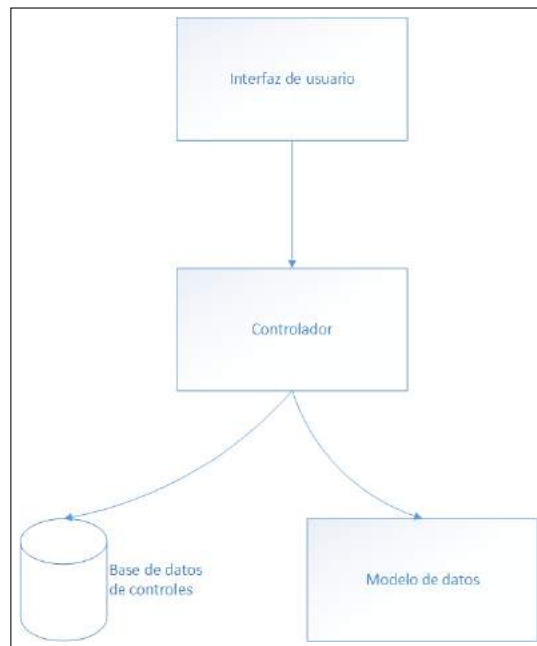 Interfaz de usuario
Controlador
Base de datos
de controles
Modelo de datos